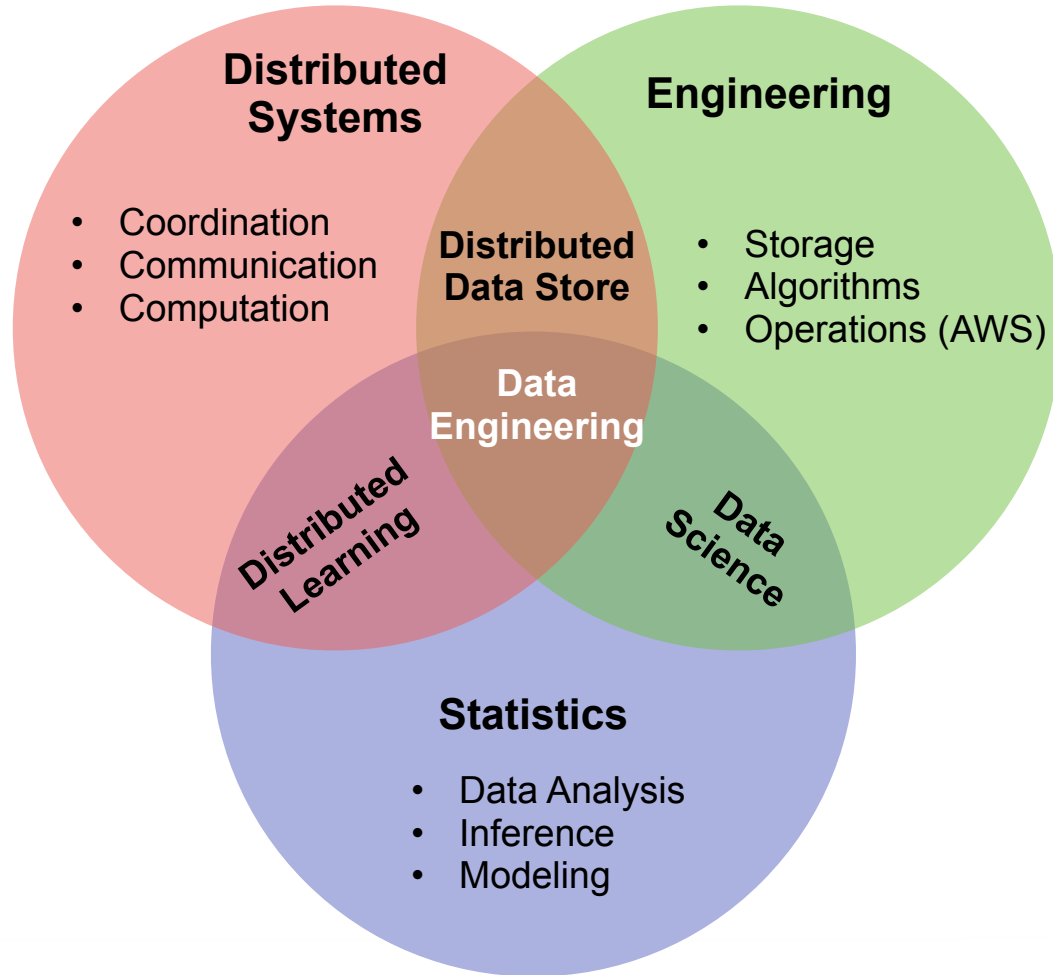 Distributed
Systems
• Coordination
• Communication
• Computation
Engineering
• Storage
• Algorithms
• Operations (AWS)
Distributed
Data Store
Data
Engineering
Distributed
Learning
Data
Science
Statistics
• Data Analysis
• Inference
• Modeling